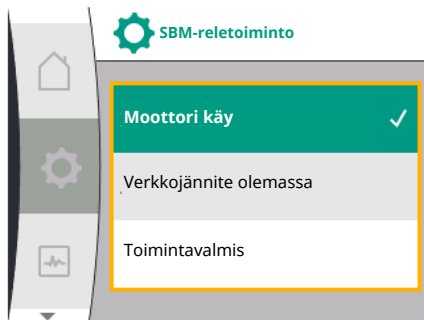 SBM-reletoiminto
Moottori käy
Verkkojännite olemassa
Toimintavalmis